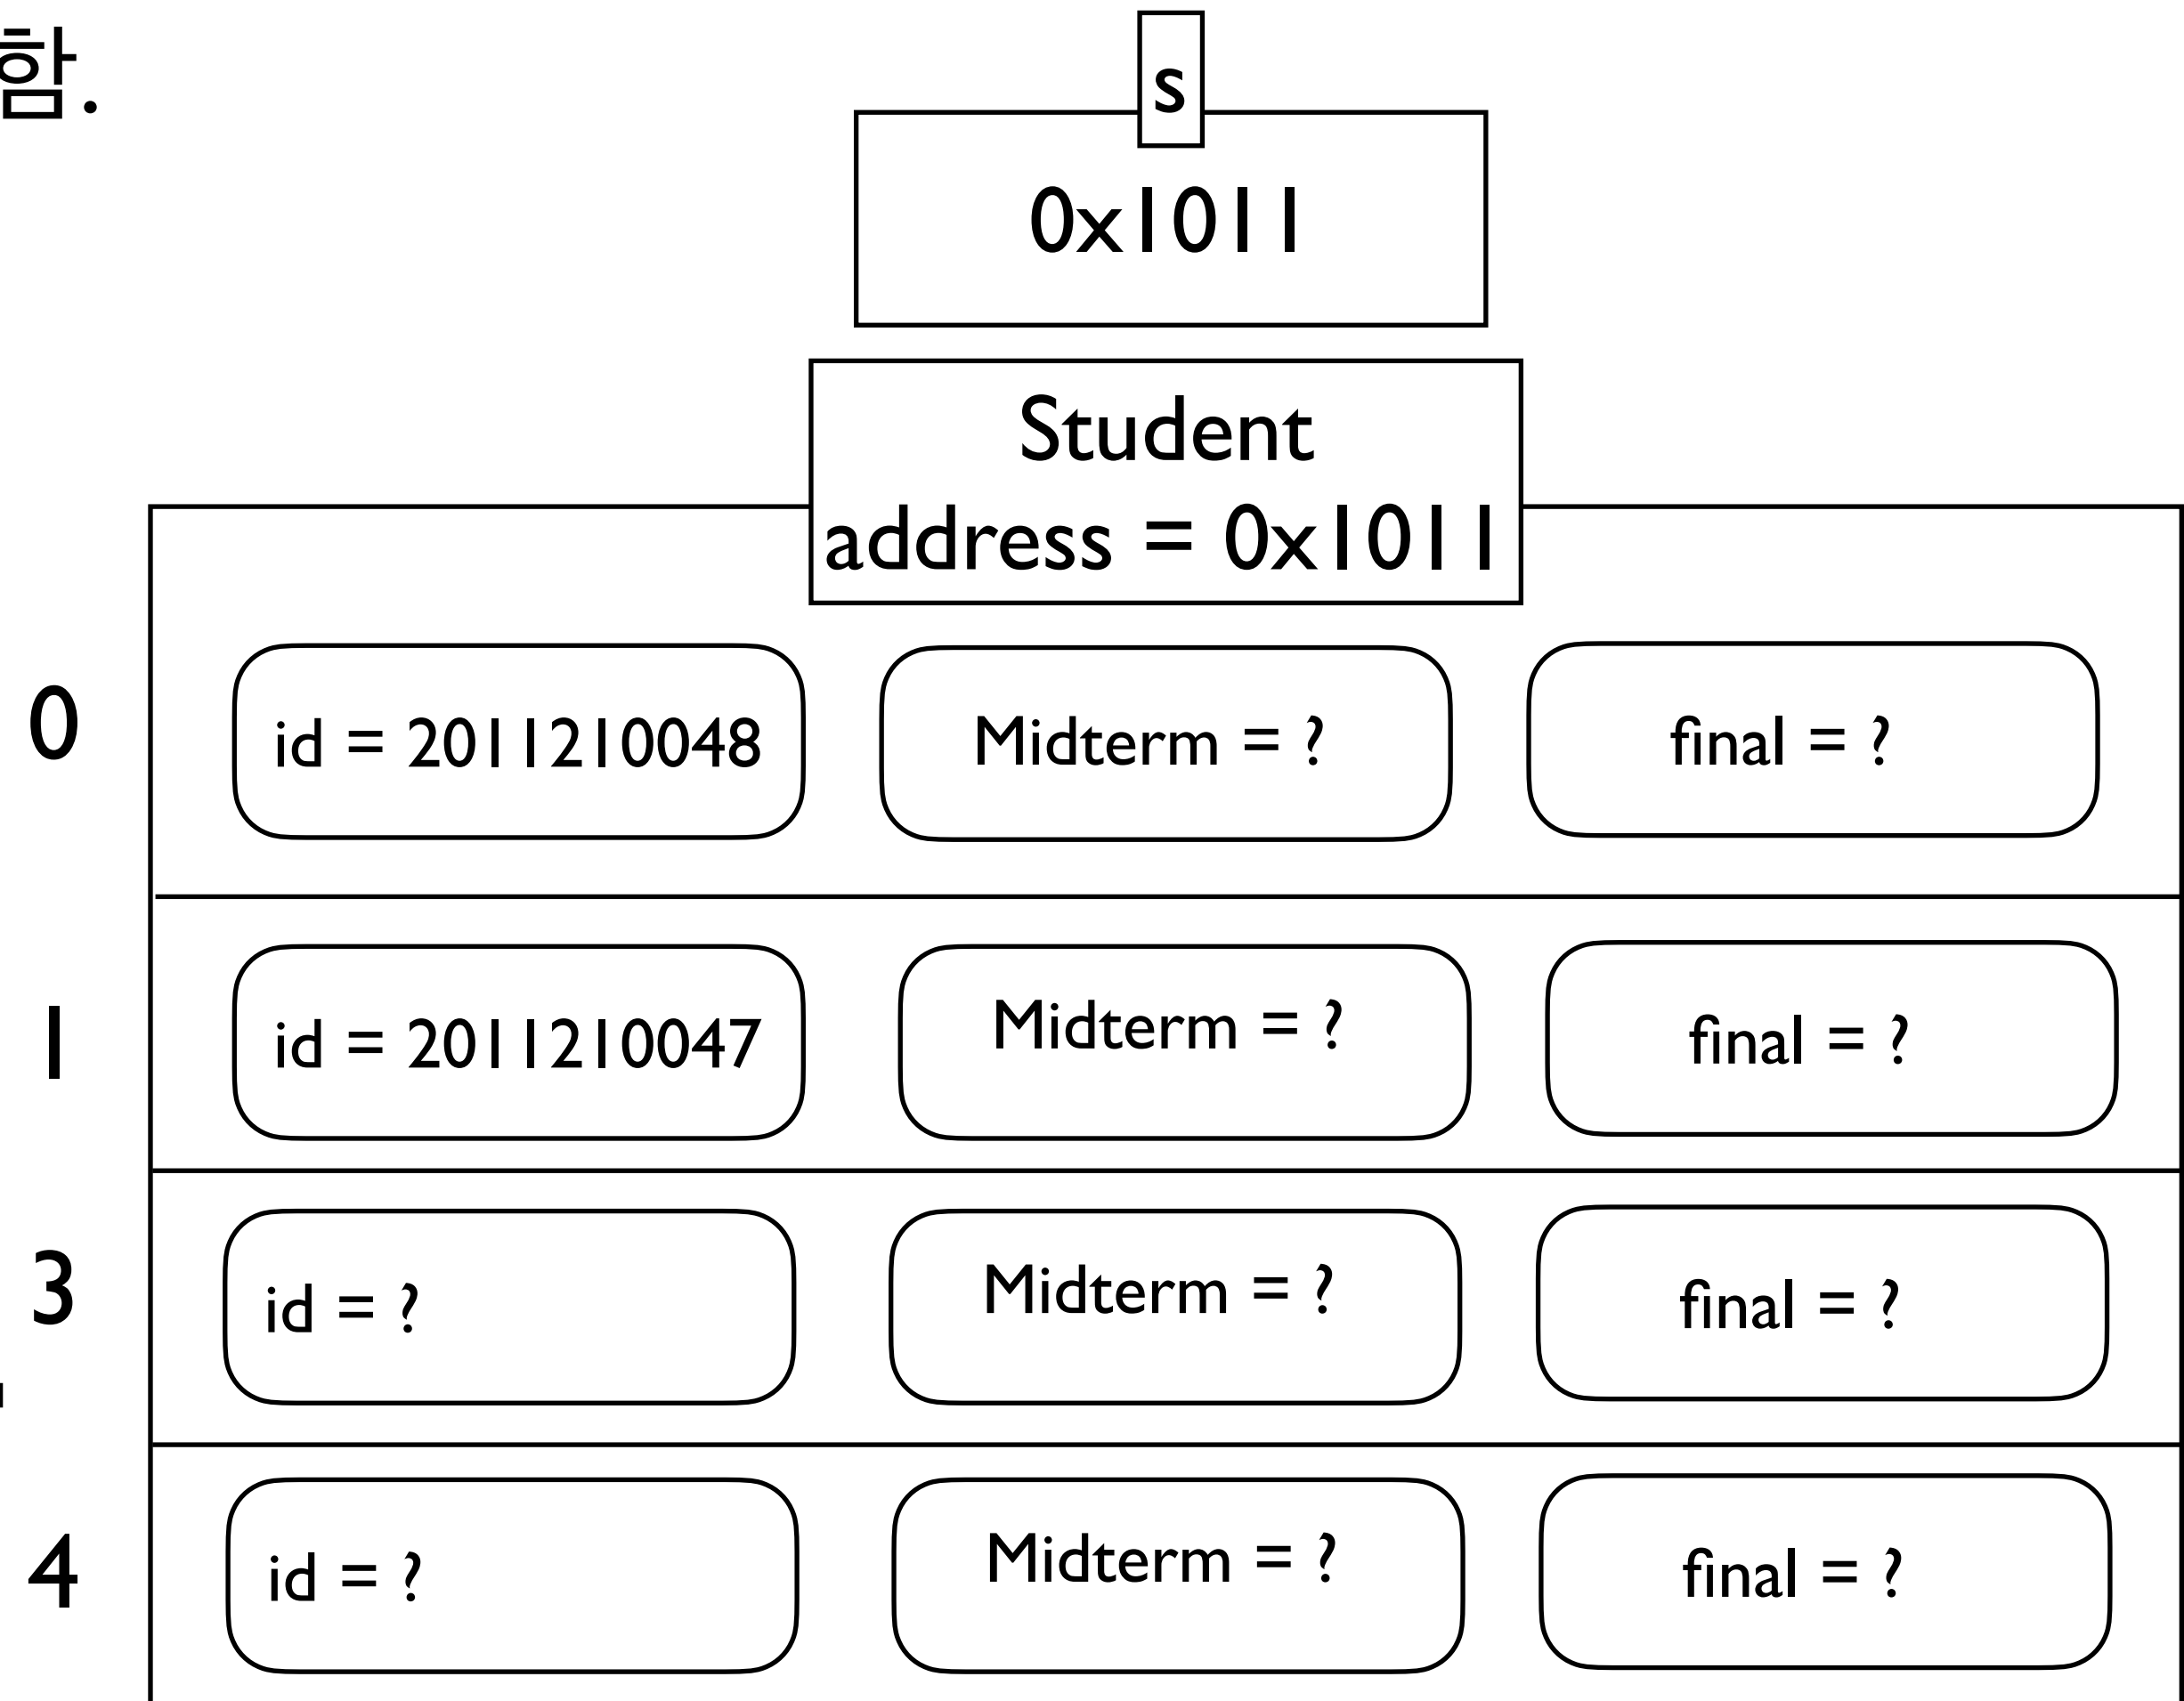 함.
s
0x1011
Student
address = 0x1011
0 id = 2011210048 Midterm = ? final = ?
1 id = 2011210047 Midterm = ? final = ?
3 id = ? Midterm = ? final = ?
4 id = ? Midterm = ? final = ?